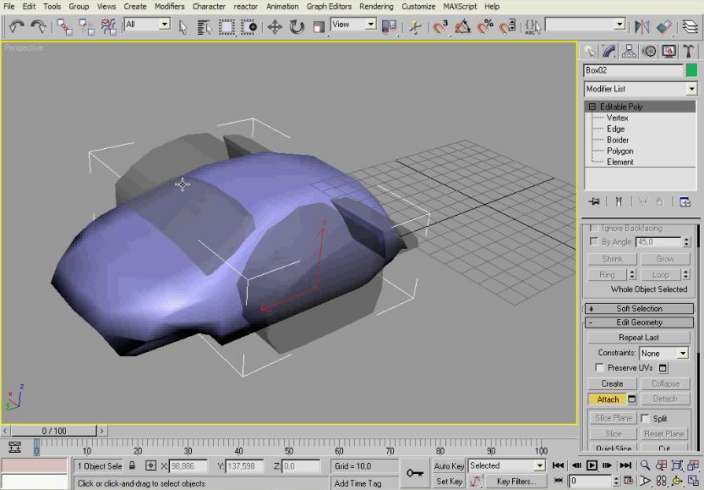 File Edit Tools Group Views Create Modifiers Character reactor Animation Graph Editors Rendering Customize MAXScript Help
All View
Perspective
Box02
Modifier List
Editable Poly
Vertex
Edge
Border
Polygon
Element
Ignore Backfacing
By Angle 45,0
Shrink Grow
Ring Loop
Whole Object Selected
+ Soft Selection
- Edit Geometry
Repeat Last
Constraints: None
Preserve UVs
Create Collapse
Attach Detach
Slice Plane Split
Slice Reset Plane
QuickSlice Cut
z
x
0 / 100
0 10 20 30 40 50 60 70 80 90 100
1 Object Sele X: 98,886 Y: 137,598 Z: 0,0 Grid = 10,0 Auto Key Selected
Click or click-and-drag to select objects Add Time Tag Set Key Key Filters... 0